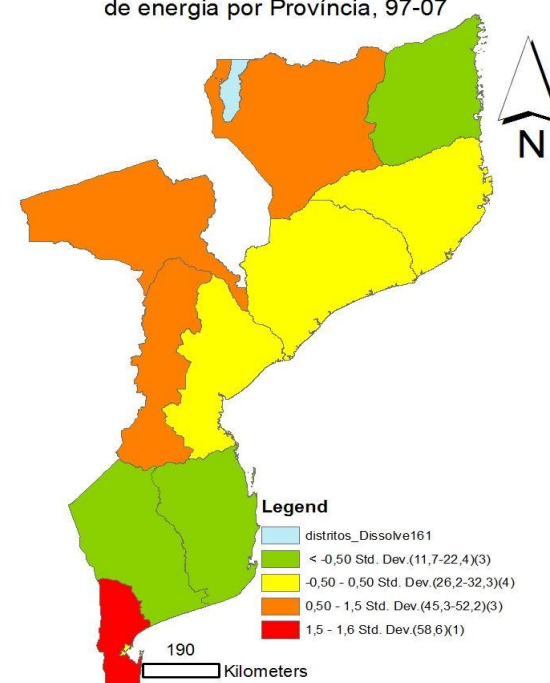 de energia por Província, 97-07
N
Legend
distritos_Dissolve161
< -0,50 Std. Dev.(11,7-22,4)(3)
-0,50 - 0,50 Std. Dev.(26,2-32,3)(4)
0,50 - 1,5 Std. Dev.(45,3-52,2)(3)
1,5 - 1,6 Std. Dev.(58,6)(1)
190
Kilometers